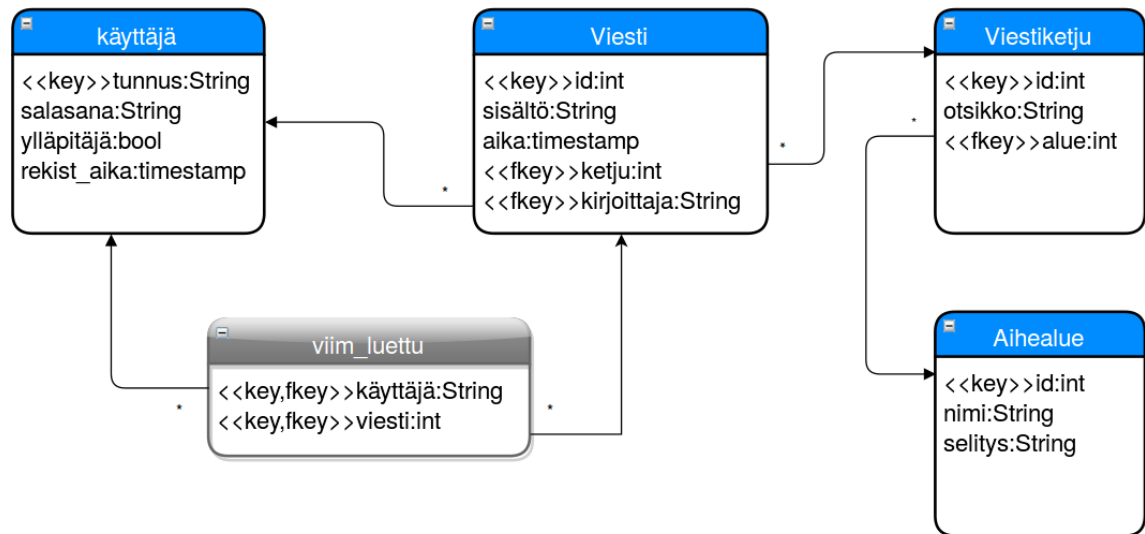 käyttäjä
<<key>>tunnus:String
salasana:String
ylläpitäjä:bool
rekist_aika:timestamp
*
Viesti
<<key>>id:int
sisältö:String
aika:timestamp
<<fkey>>ketju:int
<<fkey>>kirjoittaja:String
*
Viestiketju
<<key>>id:int
otsikko:String
<<fkey>>alue:int
*
viim_luettu
<<key,fkey>>käyttäjä:String
<<key,fkey>>viesti:int
*
*
Aihealue
<<key>>id:int
nimi:String
selitys:String